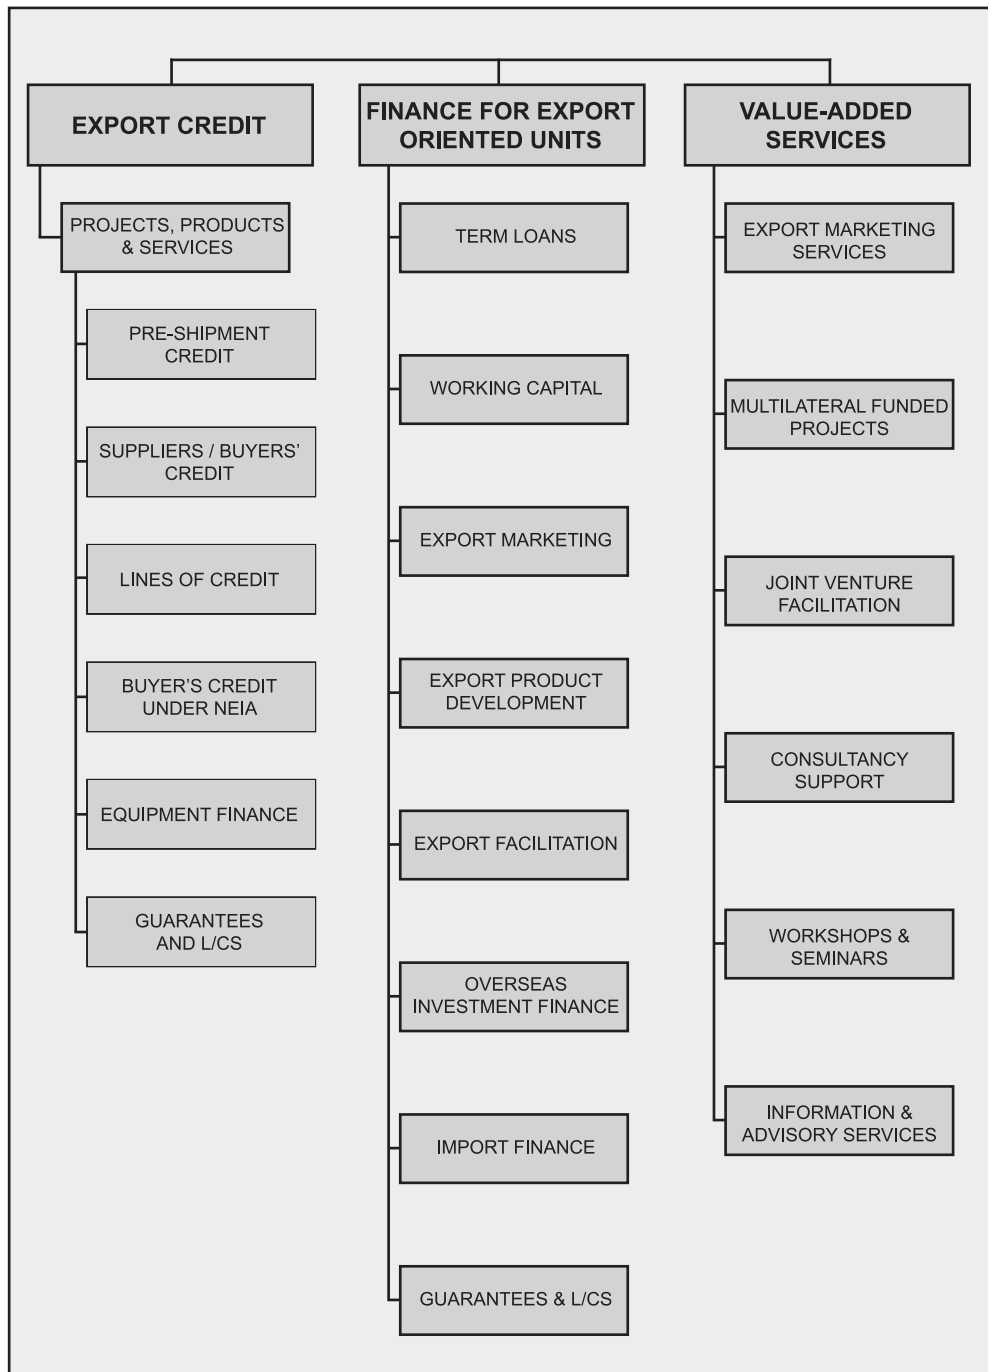 EXPORT CREDIT
PROJECTS, PRODUCTS
& SERVICES
PRE-SHIPMENT
CREDIT
SUPPLIERS / BUYERS’
CREDIT
LINES OF CREDIT
BUYER’S CREDIT
UNDER NEIA
EQUIPMENT FINANCE
GUARANTEES
AND L/CS
FINANCE FOR EXPORT
ORIENTED UNITS
TERM LOANS
WORKING CAPITAL
EXPORT MARKETING
EXPORT PRODUCT
DEVELOPMENT
EXPORT FACILITATION
OVERSEAS
INVESTMENT FINANCE
IMPORT FINANCE
GUARANTEES & L/CS
VALUE-ADDED
SERVICES
EXPORT MARKETING
SERVICES
MULTILATERAL FUNDED
PROJECTS
JOINT VENTURE
FACILITATION
CONSULTANCY
SUPPORT
WORKSHOPS &
SEMINARS
INFORMATION &
ADVISORY SERVICES